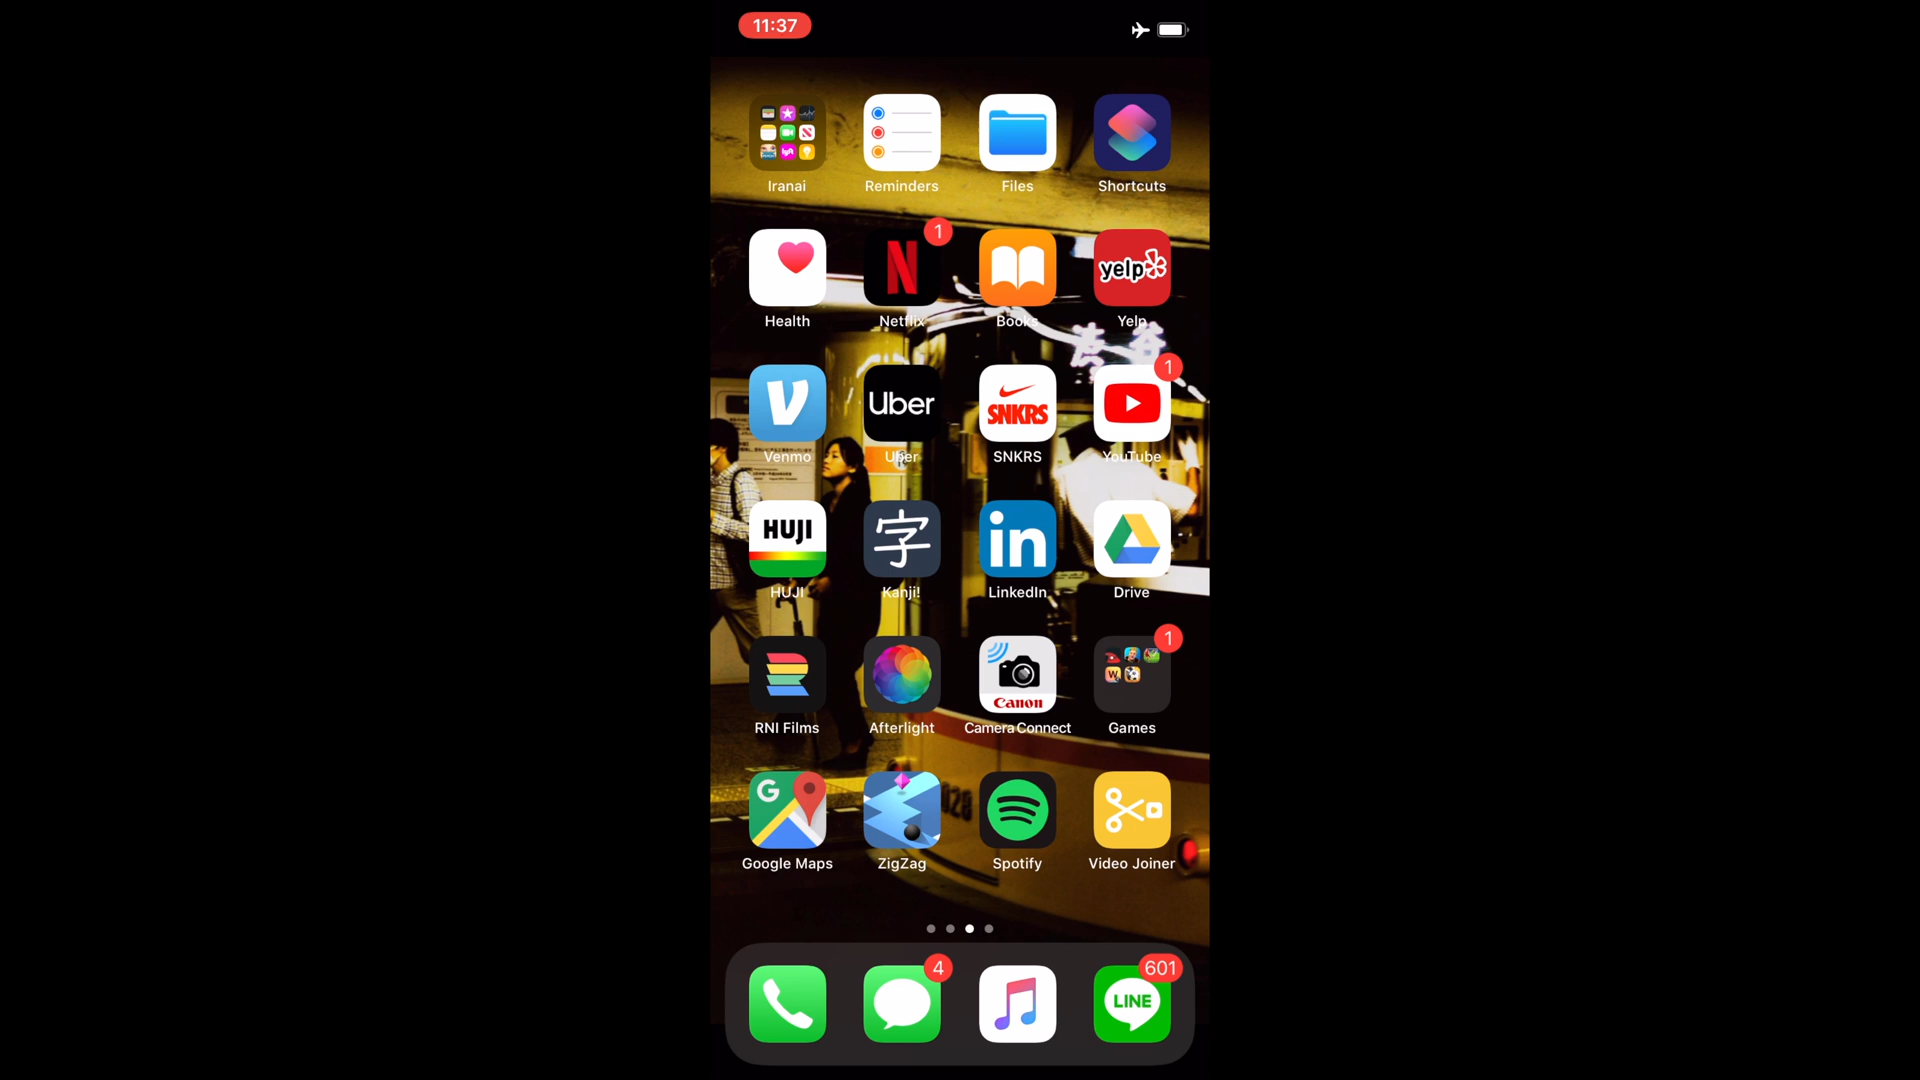 11:37
Iranai
Reminders
Files
Shortcuts
1
N
yelp
Health
Netflix
Books
Yelp
渋谷
1
V
Uber
SNKRS
Venmo
Uber
SNKRS
YouTube
HUJI
字
in
HUJI
Kanji!
LinkedIn
Drive
1
Canon
RNI Films
Afterlight
Camera Connect
Games
G
Google Maps
ZigZag
Spotify
Video Joiner
4
601
LINE